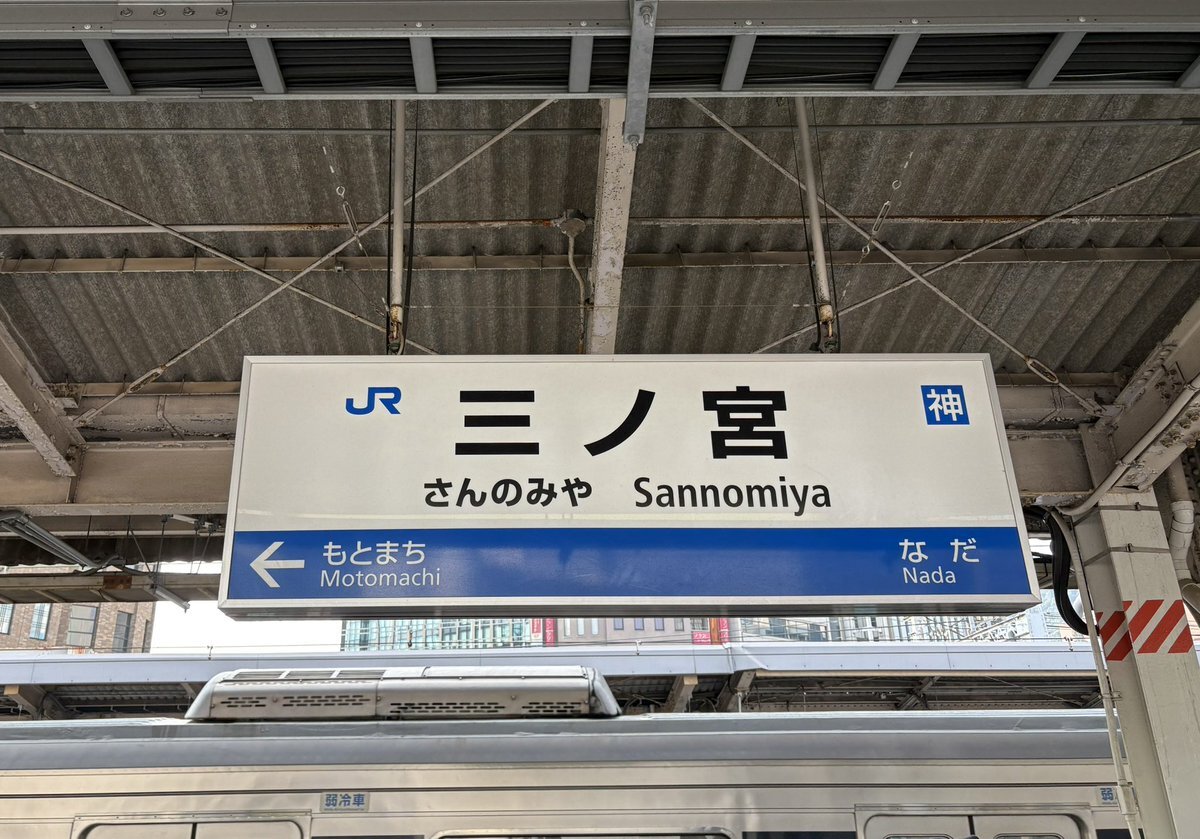 JR 三ノ宮 神
さんのみや Sannomiya
← もとまち なだ
Motomachi Nada
弱冷車
弱